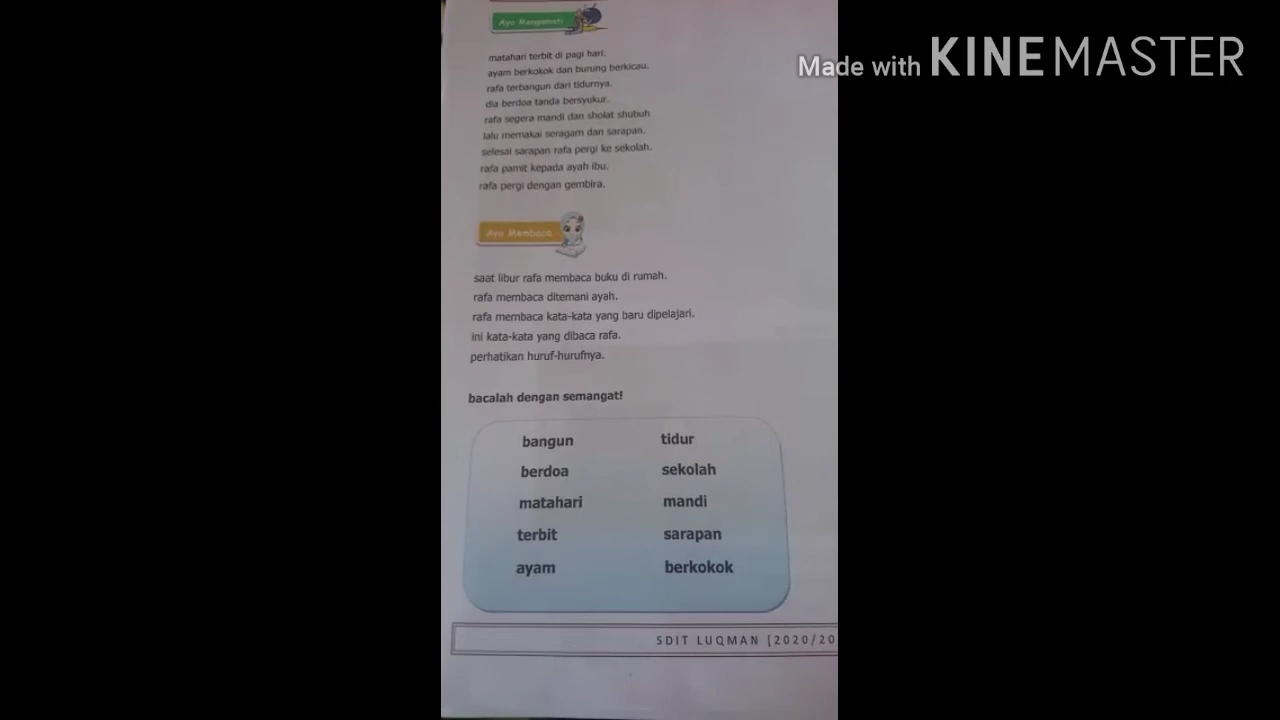 Ayo Mengamati
Made with KINEMASTER
matahari terbit di pagi hari.
ayam berkokok dan burung berkicau.
rafa terbangun dari tidurnya.
dia berdoa tanda bersyukur.
rafa segera mandi dan sholat shubuh
lalu memakai seragam dan sarapan.
selesai sarapan rafa pergi ke sekolah.
rafa pamit kepada ayah ibu.
rafa pergi dengan gembira.
Ayo Membaca
saat libur rafa membaca buku di rumah.
rafa membaca ditemani ayah.
rafa membaca kata-kata yang baru dipelajari.
ini kata-kata yang dibaca rafa.
perhatikan huruf-hurufnya.
bacalah dengan semangat!
bangun tidur
berdoa sekolah
matahari mandi
terbit sarapan
ayam berkokok
SDIT LUQMAN [2020/20